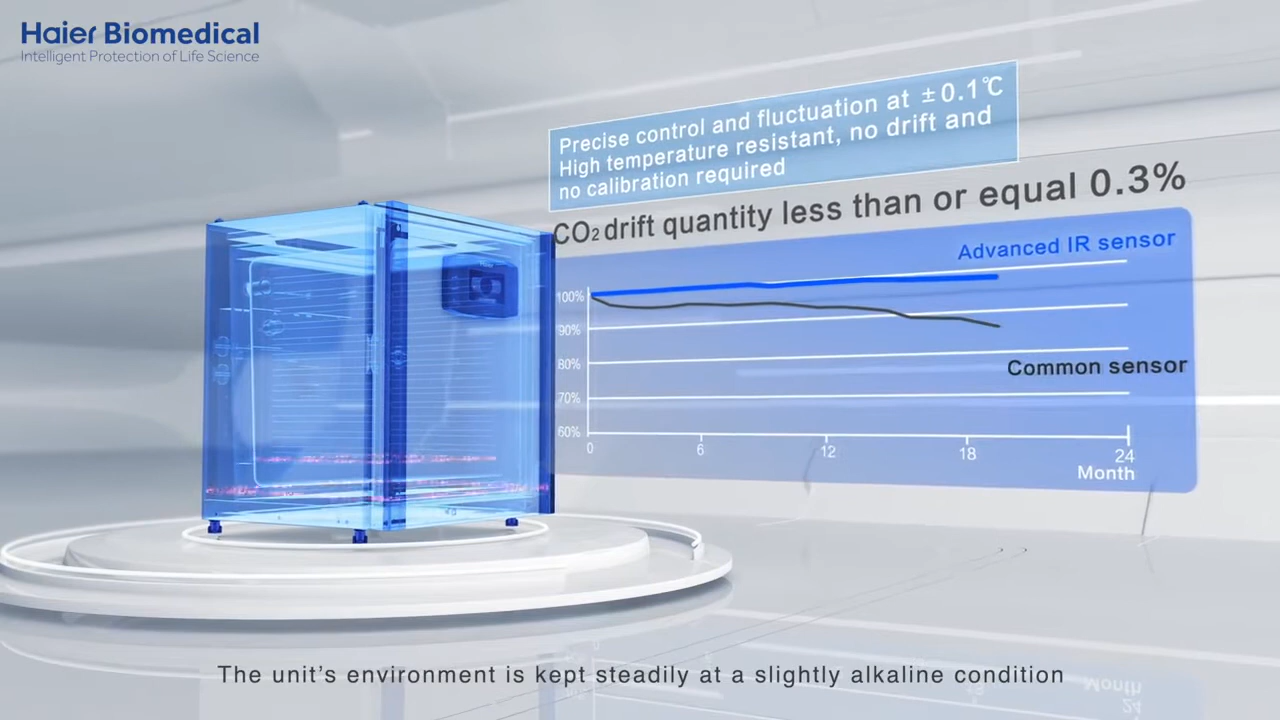 Haier Biomedical
Intelligent Protection of Life Science
Precise control and fluctuation at ±0.1℃
High temperature resistant, no drift and
no calibration required
CO₂ drift quantity less than or equal 0.3%
Advanced IR sensor
100%
90%
80%
Common sensor
70%
60%
0 6 12 18 24
Month
The unit's environment is kept steadily at a slightly alkaline condition
Month
24